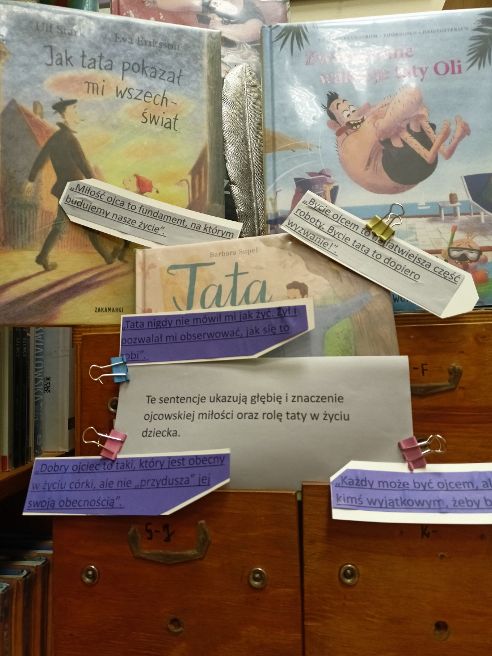 Ulf Stark Eva Eriksson
Jak tata pokazał
mi wszech-
świat
ZAKAMARKI
walizje taty Oli
„Miłość ojca to fundament, na którym
budujemy nasze życie”.
„Bycie ojcem to najłatwiejsza część
roboty. Bycie tatą to dopiero
wyzwanie!”
Barbara Supeł
Tata
„Tata nigdy nie mówił mi jak żyć. Żył i
pozwalał mi obserwować, jak się to
robi”.
Te sentencje ukazują głębię i znaczenie
ojcowskiej miłości oraz rolę taty w życiu
dziecka.
„Dobry ojciec to taki, który jest obecny
w życiu córki, ale nie „przydusza” jej
swoją obecnością”.
„Każdy może być ojcem, al
kimś wyjątkowym, żeby b
-F
G-J
K-